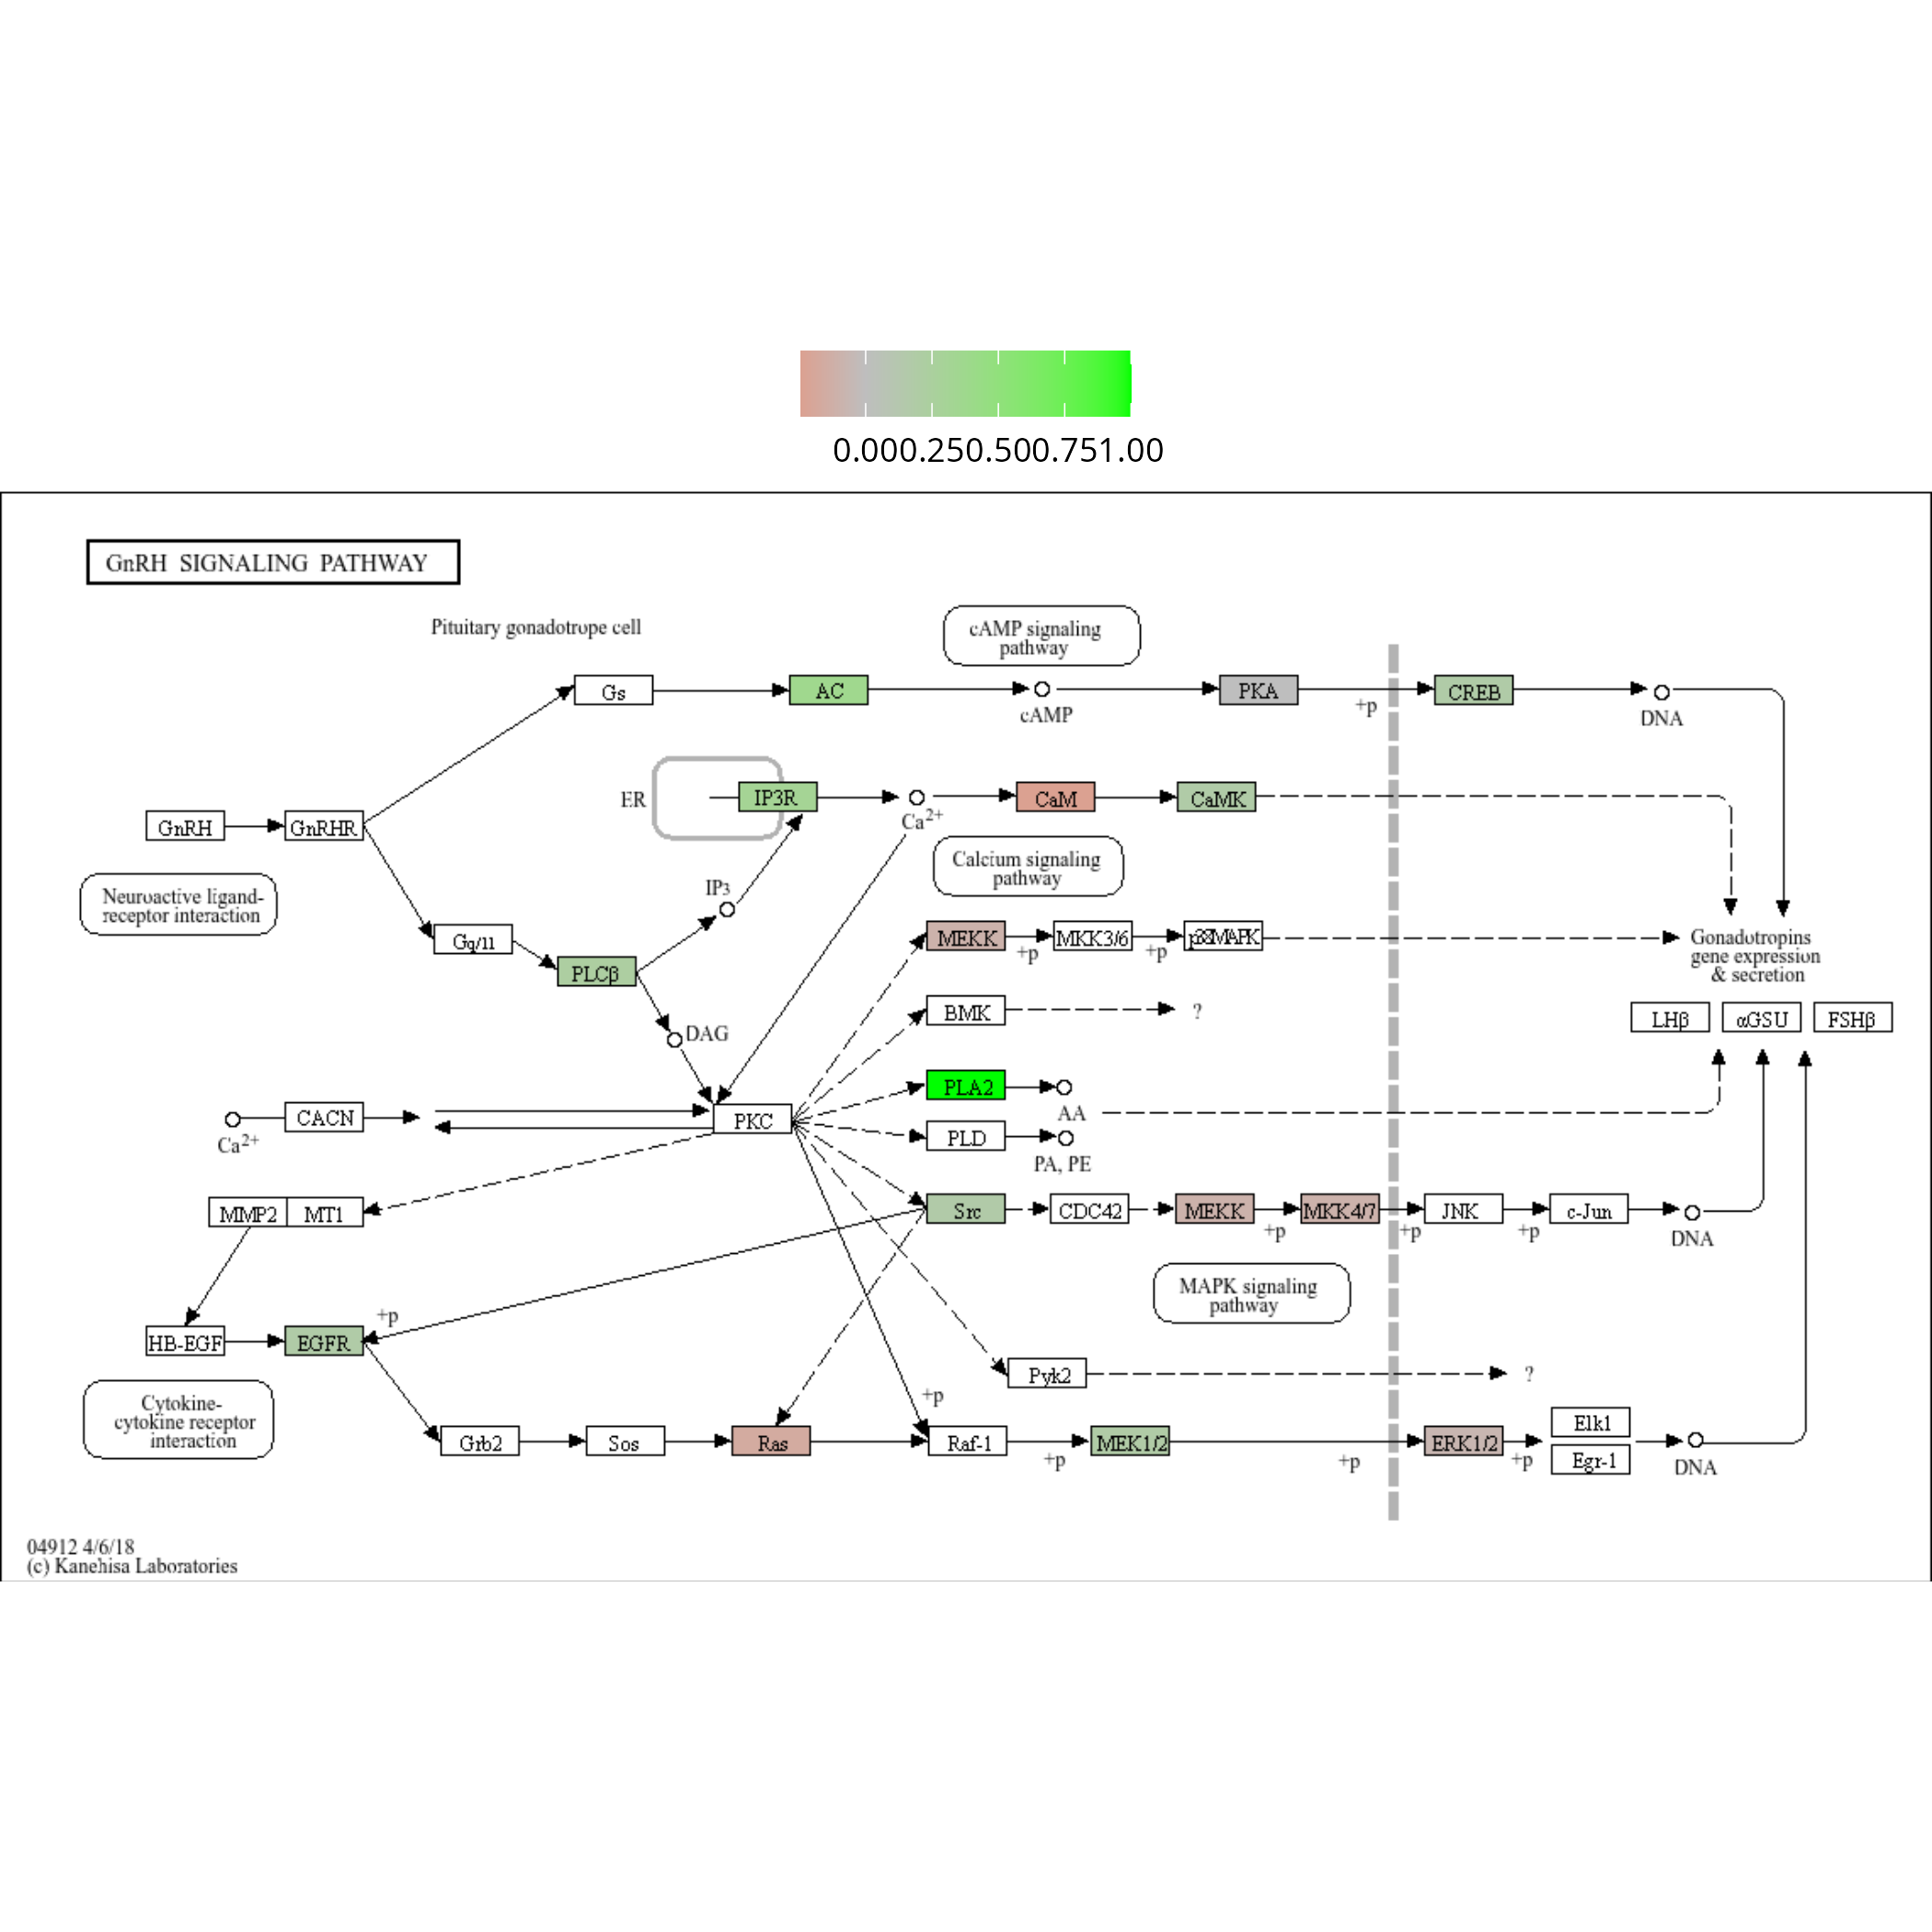 0.000.250.500.751.00
GnRH SIGNALING PATHWAY
Pituitary gonadotrope cell
cAMP signaling
pathway
Gs
AC
cAMP
PKA
+p
CREB
DNA
ER
IP3R
Ca2+
CaM
CaMK
GnRH
GnRHR
Calcium signaling
pathway
Neuroactive ligand-
receptor interaction
IP3
Gq/11
PLCβ
MEKK
+p
MKK3/6
+p
p38MAPK
Gonadotropins
gene expression
& secretion
BMK
?
LHβ
αGSU
FSHβ
DAG
PLA2
AA
Ca2+
CACN
PKC
PLD
PA, PE
MMP2
MT1
Src
CDC42
MEKK
+p
MKK4/7
+p
JNK
+p
c-Jun
DNA
MAPK signaling
pathway
+p
HB-EGF
EGFR
Pyk2
?
Cytokine-
cytokine receptor
interaction
+p
Grb2
Sos
Ras
Raf-1
+p
MEK1/2
+p
ERK1/2
+p
Elk1
Egr-1
DNA
04912 4/6/18
(c) Kanehisa Laboratories